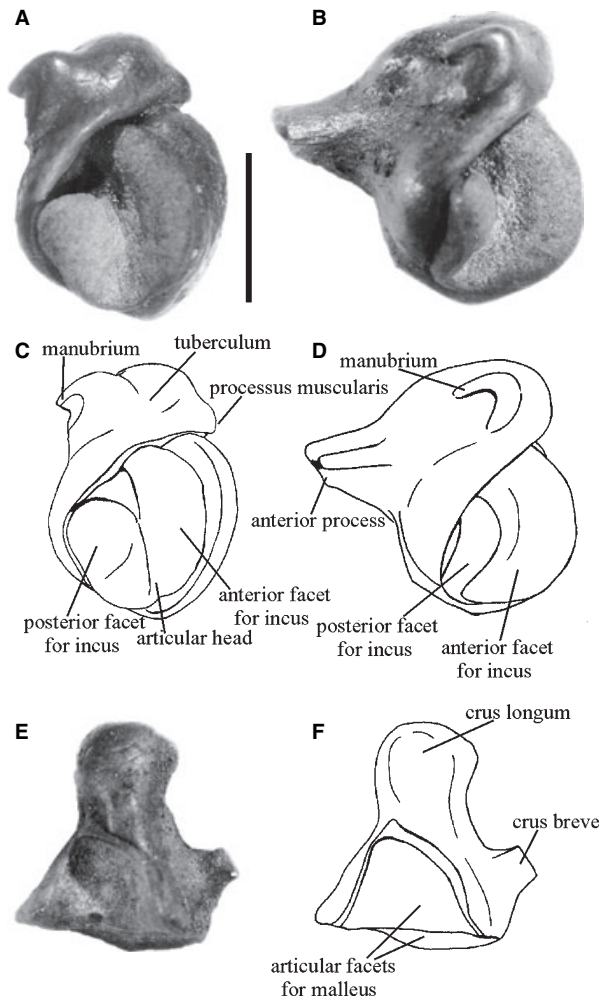 A
B
C
manubrium
tuberculum
processus muscularis
posterior facet
for incus
articular head
anterior facet
for incus
D
manubrium
anterior process
posterior facet
for incus
anterior facet
for incus
E
F
crus longum
crus breve
articular facets
for malleus